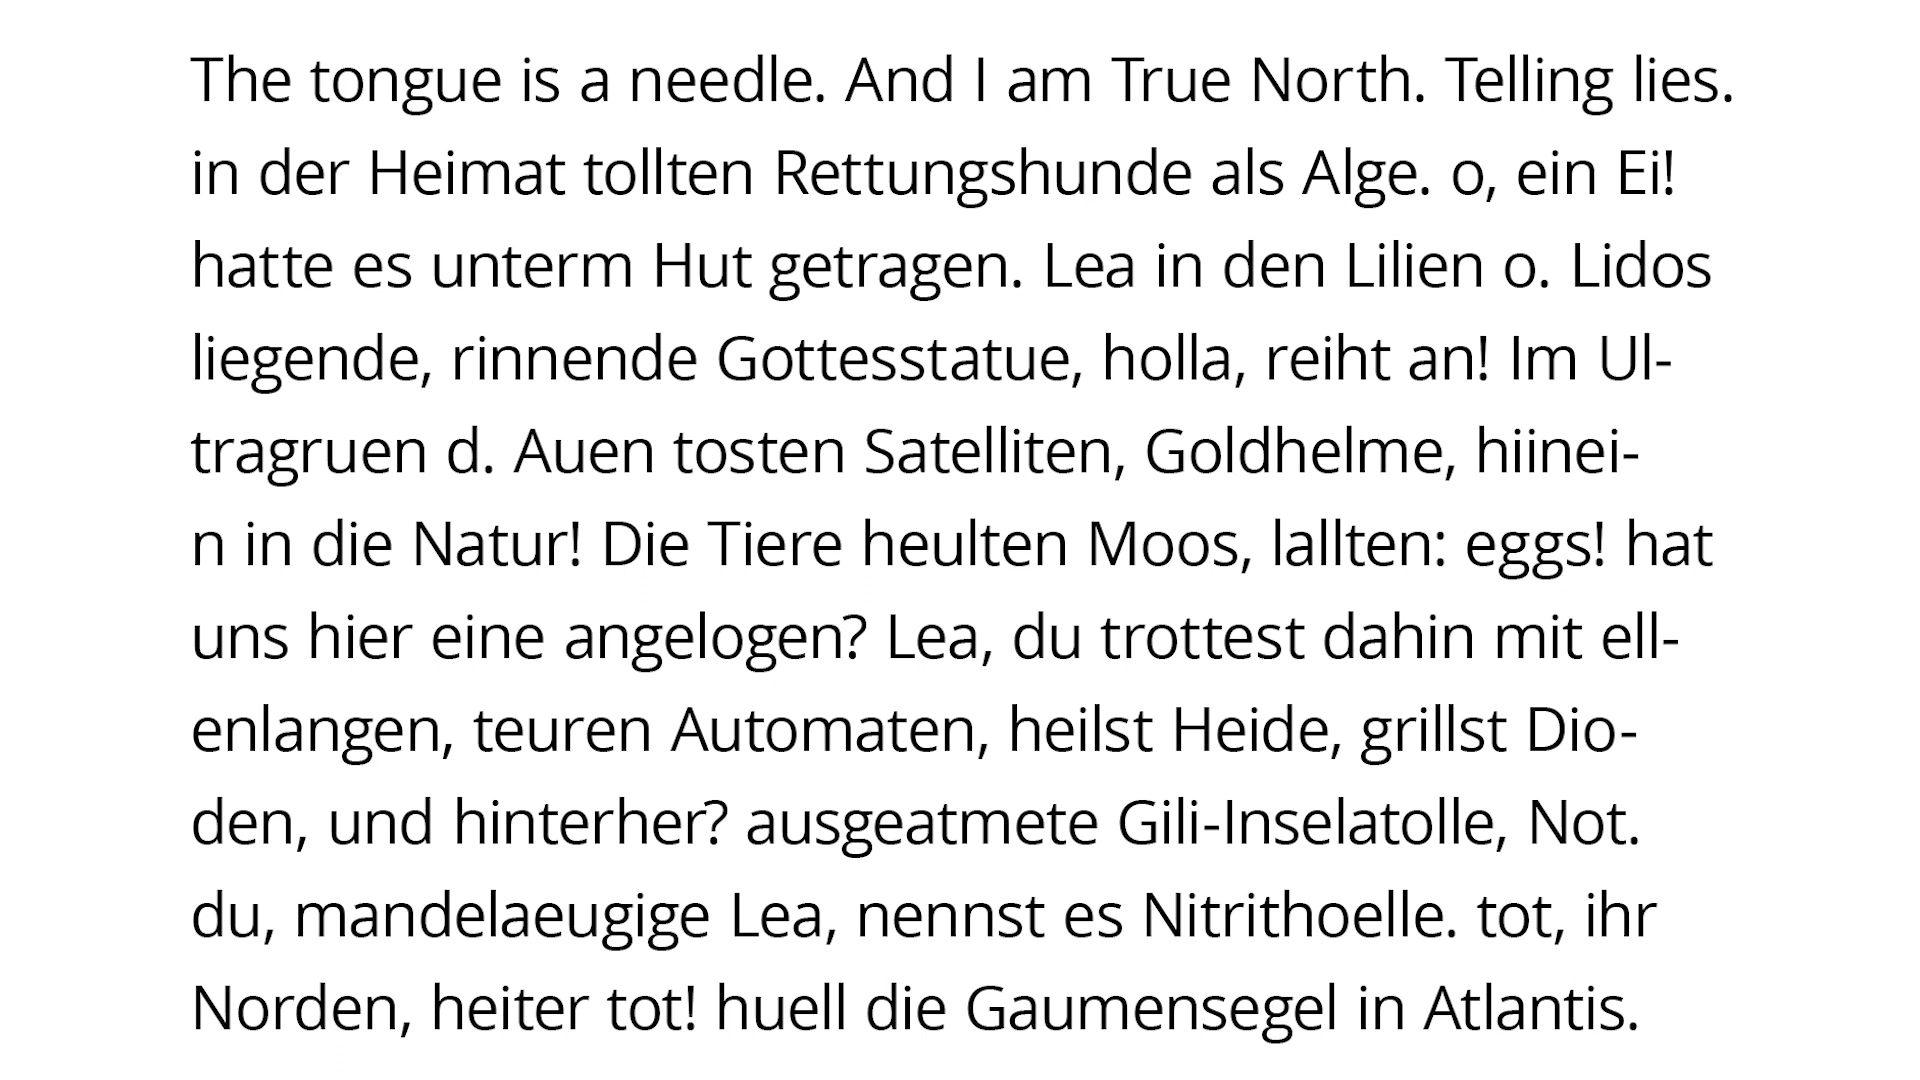 The tongue is a needle. And I am True North. Telling lies.
in der Heimat tollten Rettungshunde als Alge. o, ein Ei!
hatte es unterm Hut getragen. Lea in den Lilien o. Lidos
liegende, rinnende Gottesstatue, holla, reiht an! Im Ul-
tragruen d. Auen tosten Satelliten, Goldhelme, hiinei-
n in die Natur! Die Tiere heulten Moos, lallten: eggs! hat
uns hier eine angelogen? Lea, du trottest dahin mit ell-
enlangen, teuren Automaten, heilst Heide, grillst Dio-
den, und hinterher? ausgeatmete Gili-Inselatolle, Not.
du, mandelaeugige Lea, nennst es Nitrithoelle. tot, ihr
Norden, heiter tot! huell die Gaumensegel in Atlantis.